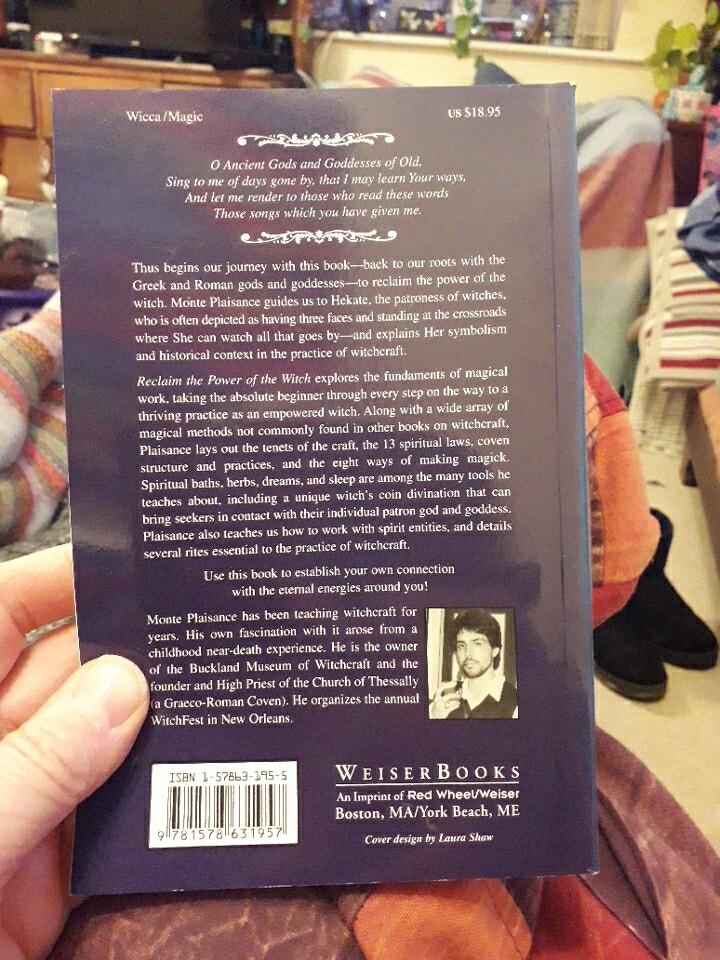 Wicca/Magic
US $18.95
O Ancient Gods and Goddesses of Old,
Sing to me of days gone by, that I may learn Your ways,
And let me render to those who read these words
Those songs which you have given me.
Thus begins our journey with this book—back to our roots with the
Greek and Roman gods and goddesses—to reclaim the power of the
witch. Monte Plaisance guides us to Hekate, the patroness of witches,
who is often depicted as having three faces and standing at the crossroads
where She can watch all that goes by—and explains Her symbolism
and historical context in the practice of witchcraft.
Reclaim the Power of the Witch explores the fundaments of magical
work, taking the absolute beginner through every step on the way to a
thriving practice as an empowered witch. Along with a wide array of
magical methods not commonly found in other books on witchcraft,
Plaisance lays out the tenets of the craft, the 13 spiritual laws, coven
structure and practices, and the eight ways of making magick.
Spiritual baths, herbs, dreams, and sleep are among the many tools he
teaches about, including a unique witch's coin divination that can
bring seekers in contact with their individual patron god and goddess.
Plaisance also teaches us how to work with spirit entities, and details
several rites essential to the practice of witchcraft.
Use this book to establish your own connection
with the eternal energies around you!
Monte Plaisance has been teaching witchcraft for
years. His own fascination with it arose from a
childhood near-death experience. He is the owner
of the Buckland Museum of Witchcraft and the
founder and High Priest of the Church of Thessally
(a Graeco-Roman Coven). He organizes the annual
WitchFest in New Orleans.
ISBN 1-57863-195-5
9 781578 631957
WEISERBOOKS
An Imprint of Red Wheel/Weiser
Boston, MA/York Beach, ME
Cover design by Laura Shaw